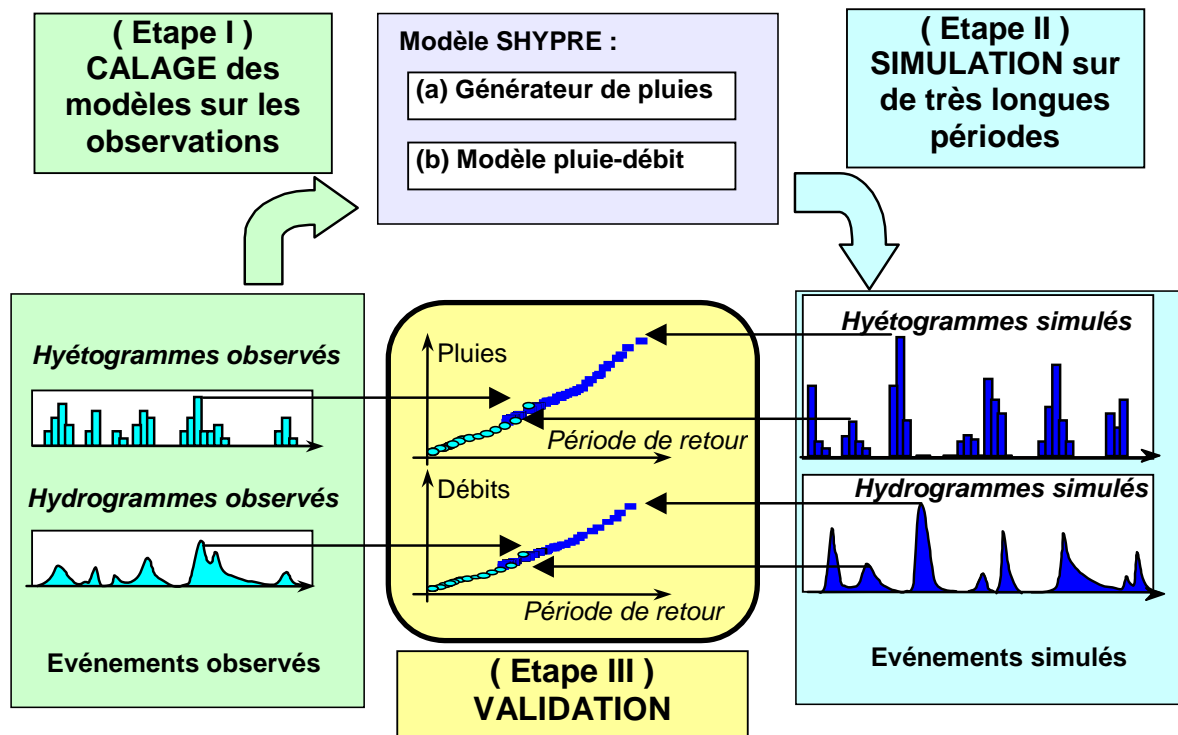 ( Etape I )
CALAGE des
modèles sur les
observations
Modèle SHYPRE :
(a) Générateur de pluies
(b) Modèle pluie-débit
( Etape II )
SIMULATION sur
de très longues
périodes
Hyétogrammes observés
Hydrogrammes observés
Evénements observés
Pluies
Période de retour
Débits
Période de retour
( Etape III )
VALIDATION
Hyétogrammes simulés
Hydrogrammes simulés
Evénements simulés